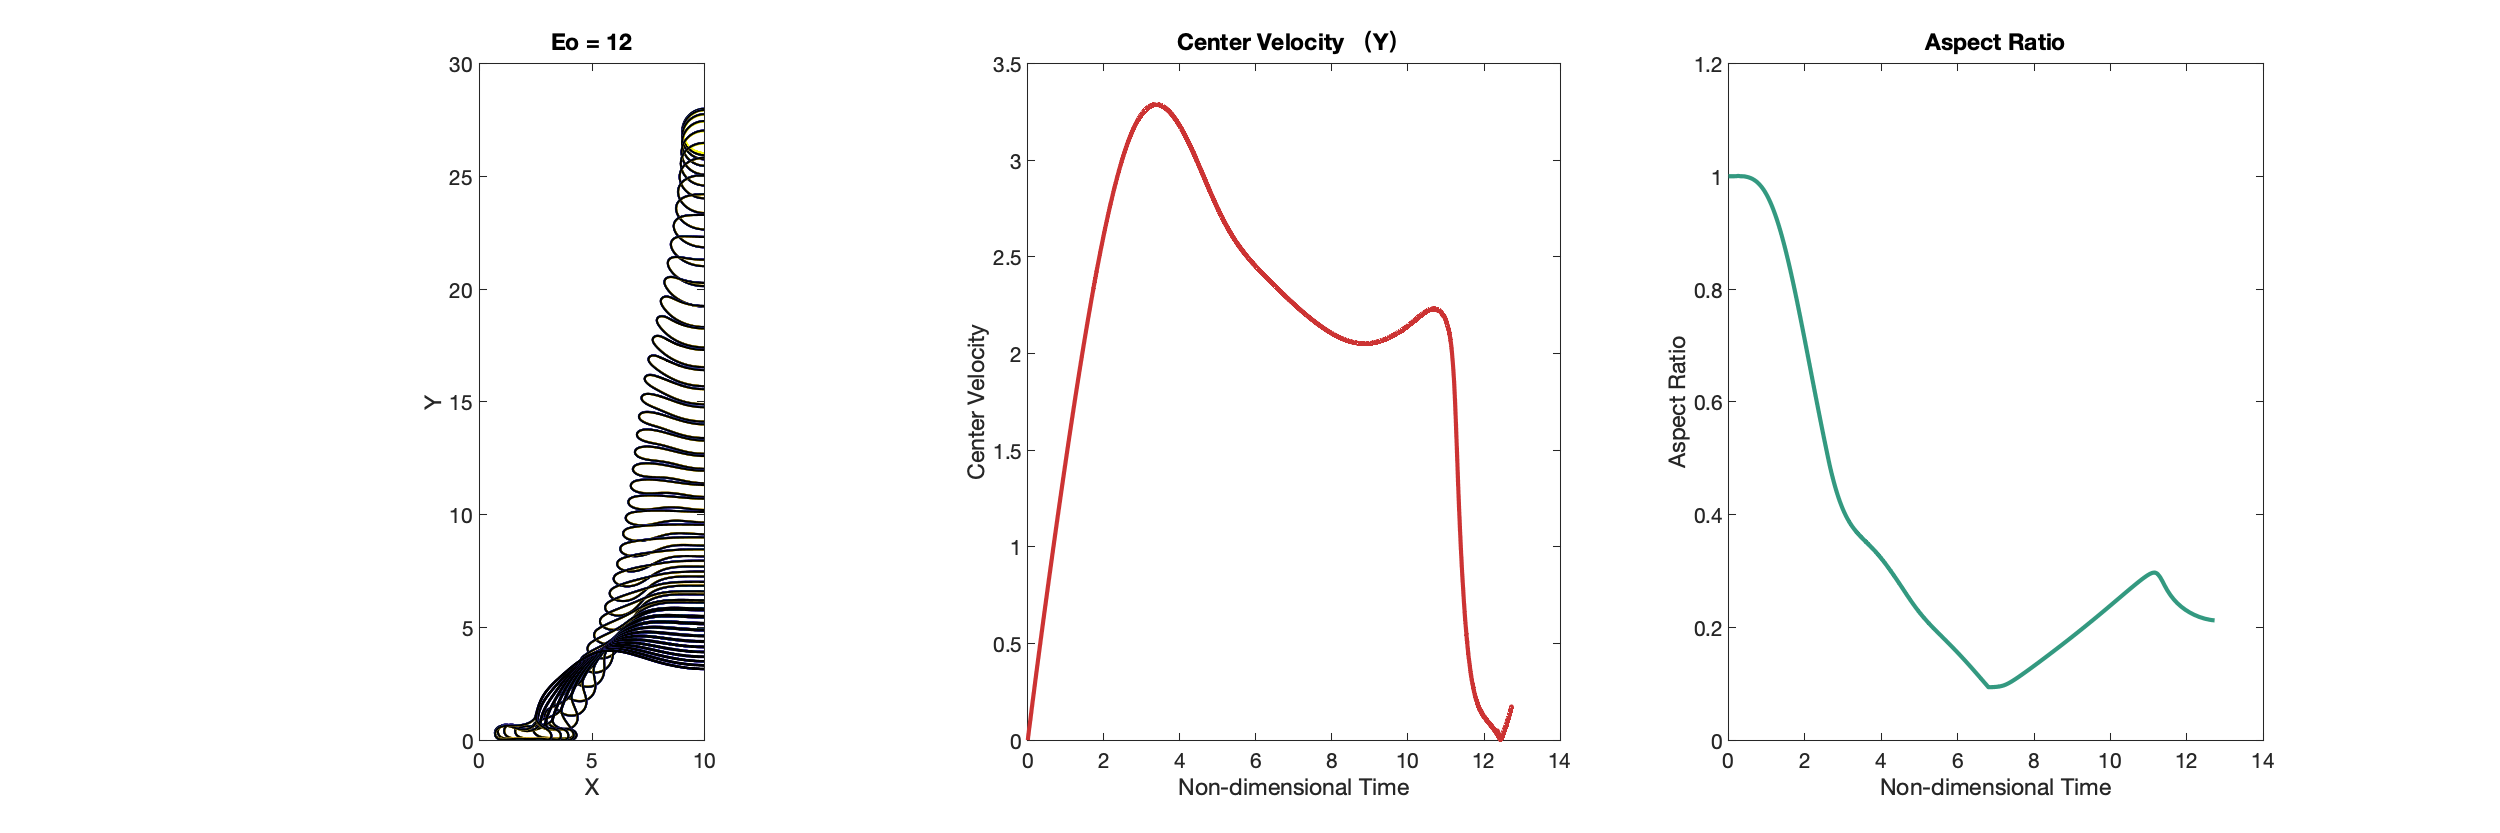 Eo = 12
30
25
20
15
10
5
0
Y
0 5 10
X
Center Velocity (Y)
3.5
3
2.5
2
1.5
1
0.5
0
Center Velocity
0 2 4 6 8 10 12 14
Non-dimensional Time
Aspect Ratio
1.2
1
0.8
0.6
0.4
0.2
0
Aspect Ratio
0 2 4 6 8 10 12 14
Non-dimensional Time